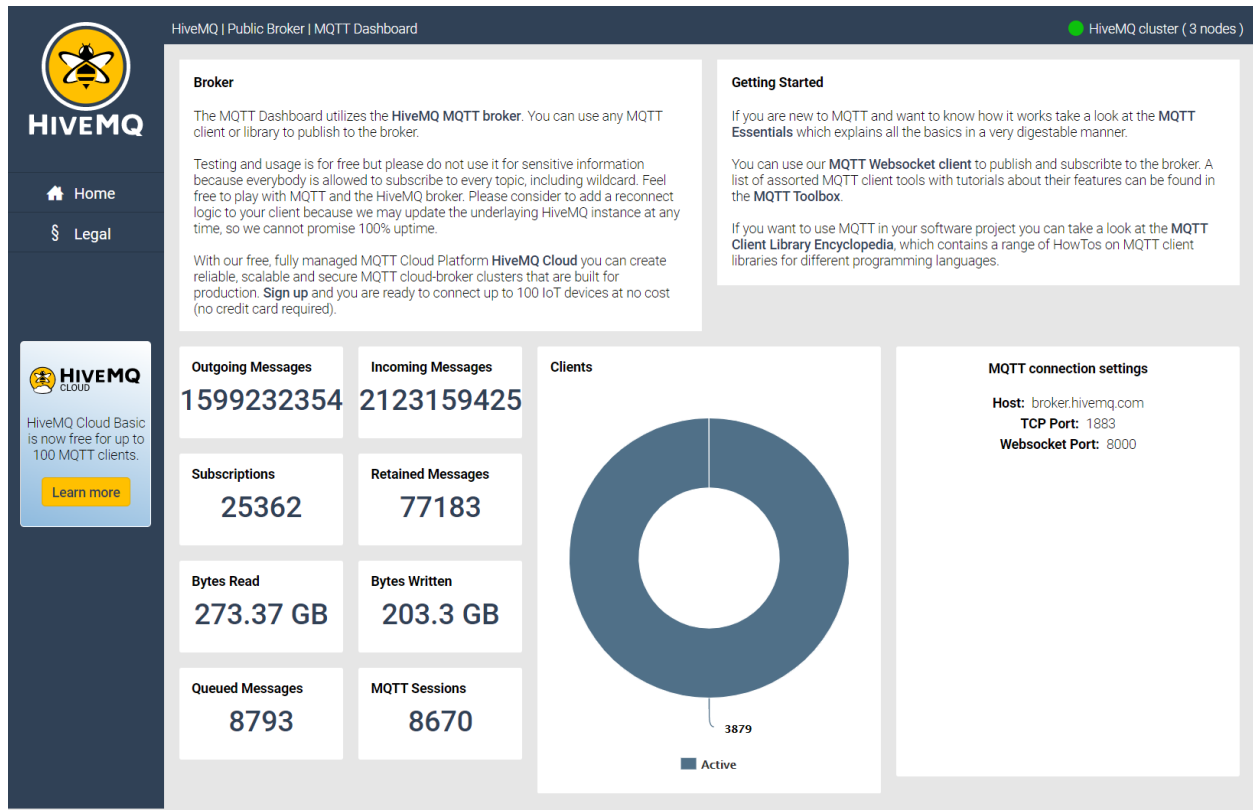 HiveMQ | Public Broker | MQTT Dashboard
HiveMQ cluster ( 3 nodes )
HIVEMQ
Home
§ Legal
HIVEMQ
CLOUD
HiveMQ Cloud Basic
is now free for up to
100 MQTT clients.
Learn more
Broker
The MQTT Dashboard utilizes the HiveMQ MQTT broker. You can use any MQTT
client or library to publish to the broker.
Testing and usage is for free but please do not use it for sensitive information
because everybody is allowed to subscribe to every topic, including wildcard. Feel
free to play with MQTT and the HiveMQ broker. Please consider to add a reconnect
logic to your client because we may update the underlaying HiveMQ instance at any
time, so we cannot promise 100% uptime.
With our free, fully managed MQTT Cloud Platform HiveMQ Cloud you can create
reliable, scalable and secure MQTT cloud-broker clusters that are built for
production. Sign up and you are ready to connect up to 100 IoT devices at no cost
(no credit card required).
Getting Started
If you are new to MQTT and want to know how it works take a look at the MQTT
Essentials which explains all the basics in a very digestable manner.
You can use our MQTT Websocket client to publish and subscribte to the broker. A
list of assorted MQTT client tools with tutorials about their features can be found in
the MQTT Toolbox.
If you want to use MQTT in your software project you can take a look at the MQTT
Client Library Encyclopedia, which contains a range of HowTos on MQTT client
libraries for different programming languages.
Outgoing Messages
1599232354
Incoming Messages
2123159425
Subscriptions
25362
Retained Messages
77183
Bytes Read
273.37 GB
Bytes Written
203.3 GB
Queued Messages
8793
MQTT Sessions
8670
Clients
3879
Active
MQTT connection settings
Host: broker.hivemq.com
TCP Port: 1883
Websocket Port: 8000